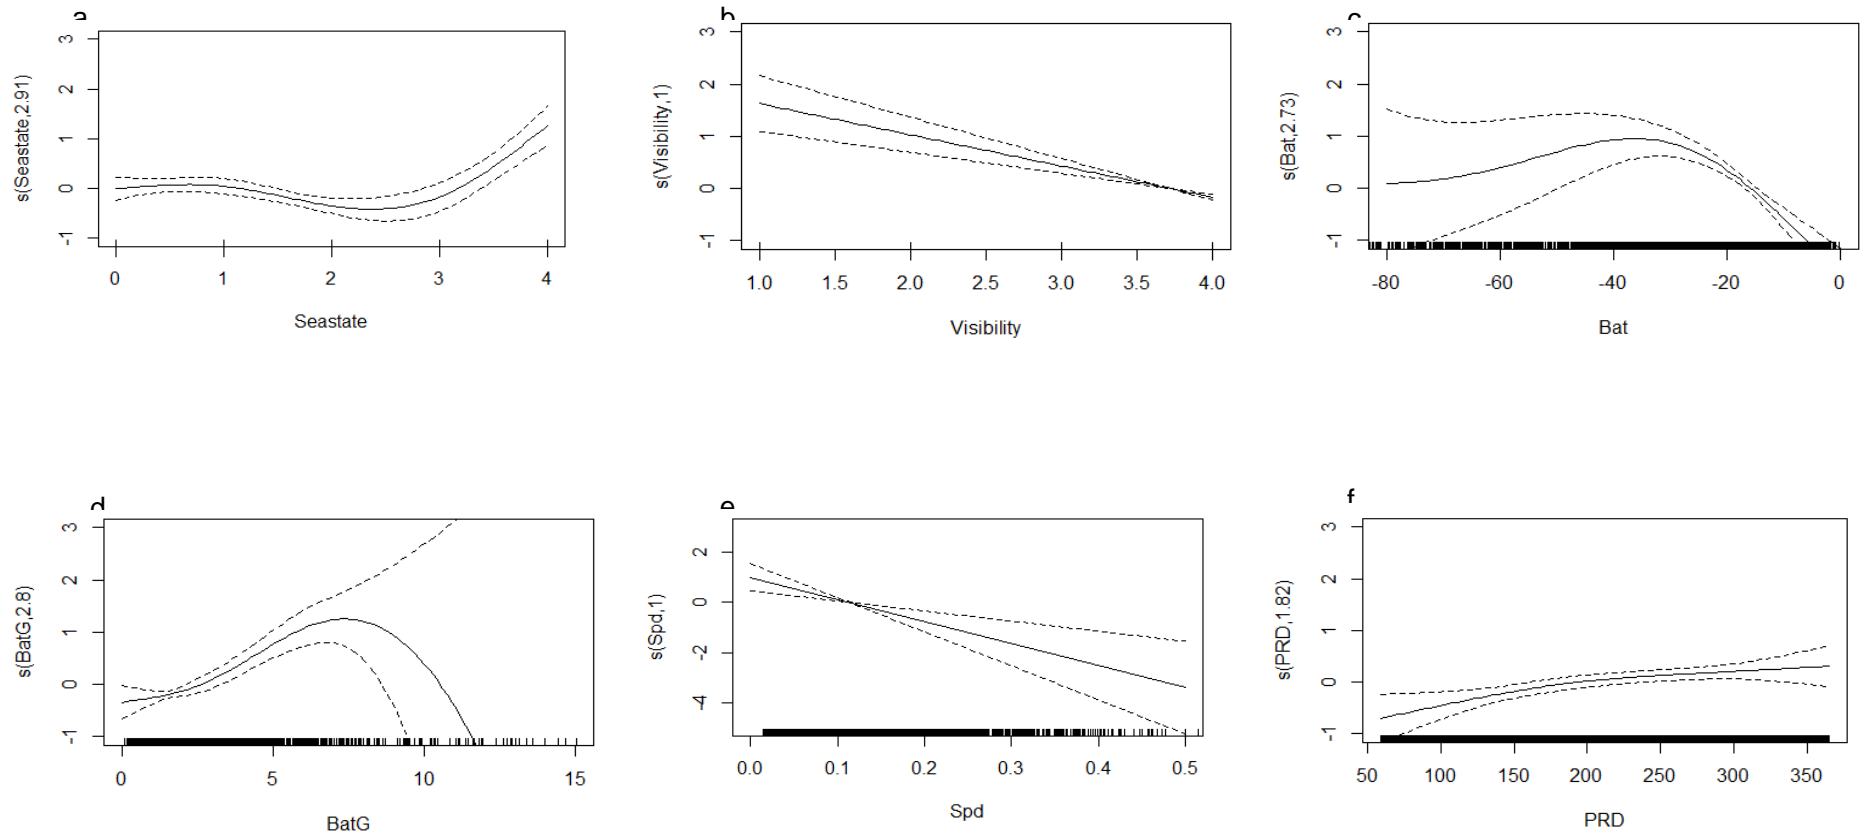 a
s(Seastate,2.91)
3
2
1
0
-1
0 1 2 3 4
Seastate
b
s(Visibility,1)
3
2
1
0
-1
1.0 1.5 2.0 2.5 3.0 3.5 4.0
Visibility
c
s(Bat,2.73)
3
2
1
0
-1
-80 -60 -40 -20 0
Bat
d
s(BatG,2.8)
3
2
1
0
-1
0 5 10 15
BatG
e
s(Spd,1)
2
0
-2
-4
0.0 0.1 0.2 0.3 0.4 0.5
Spd
f
s(PRD,1.82)
3
2
1
0
-1
50 100 150 200 250 300 350
PRD